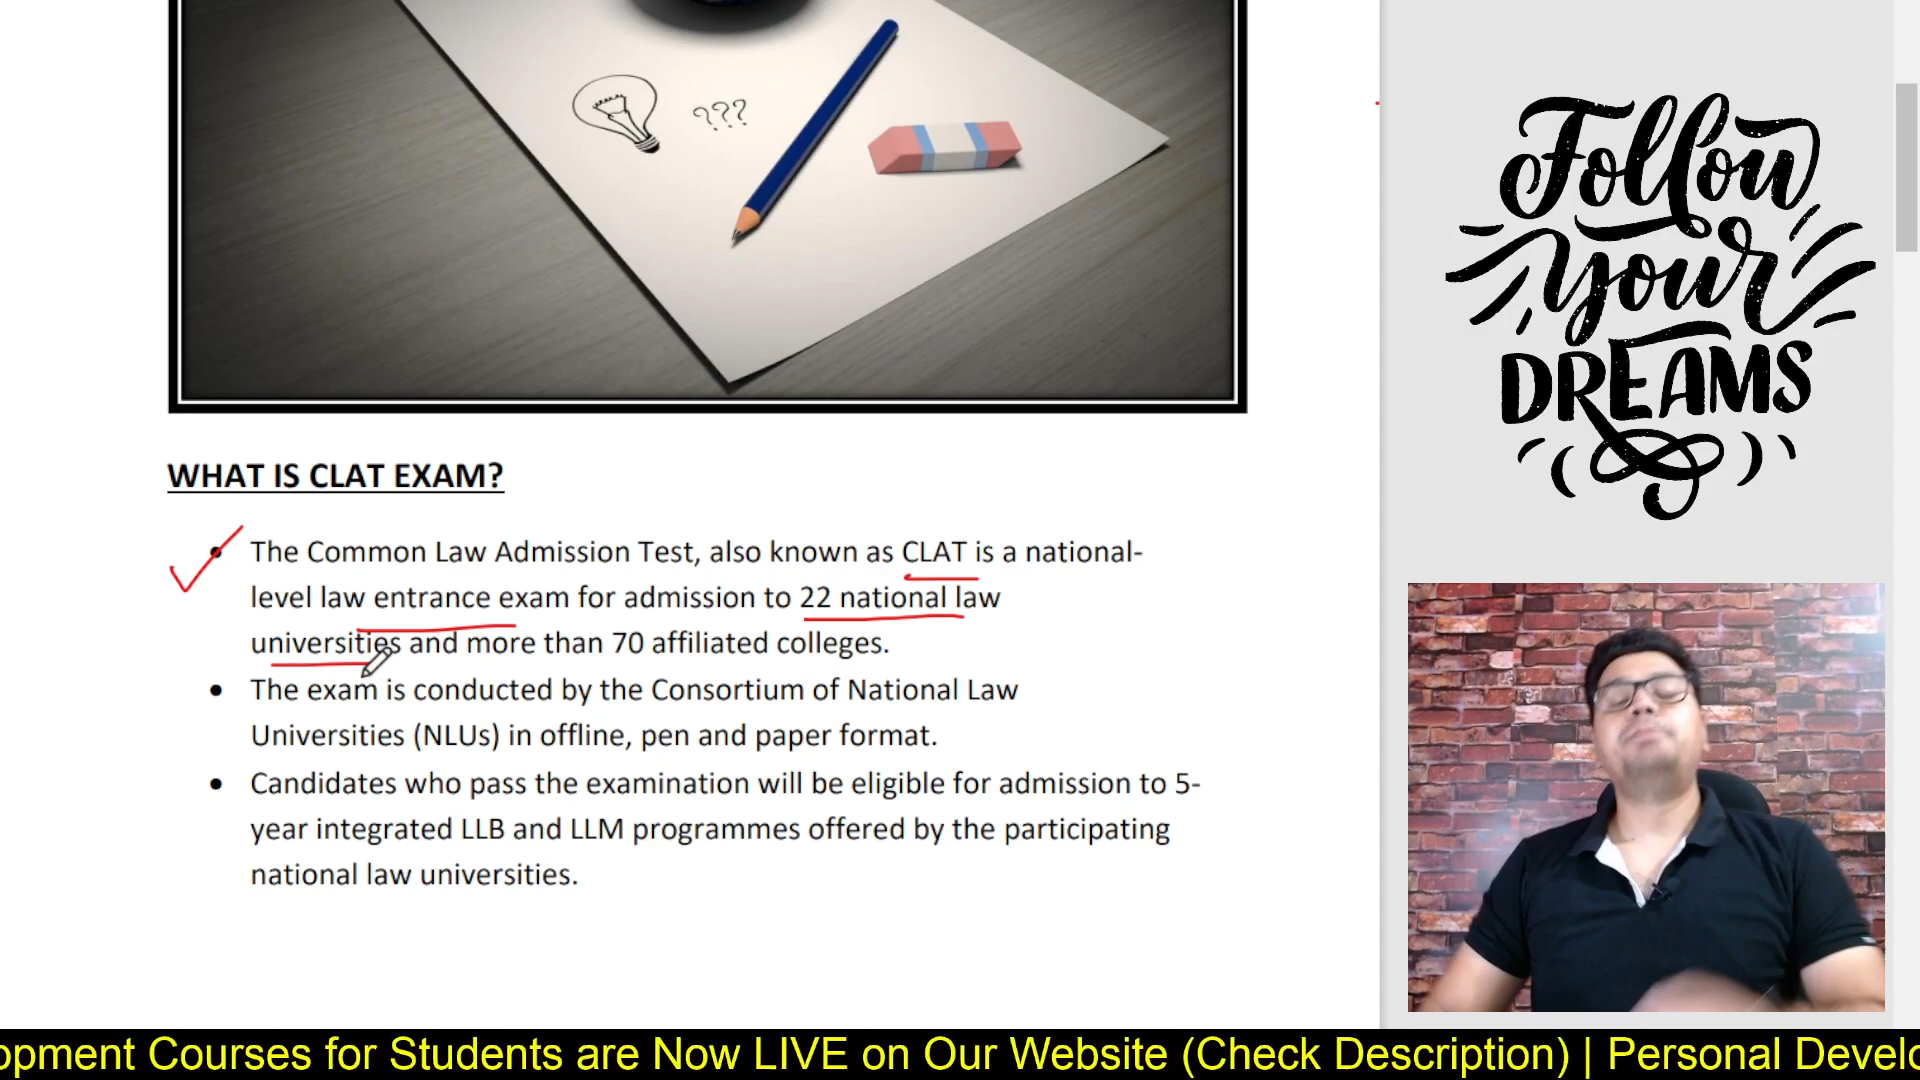 ???
Follow
Your
DREAMS
WHAT IS CLAT EXAM?
• The Common Law Admission Test, also known as CLAT is a national-
level law entrance exam for admission to 22 national law
universities and more than 70 affiliated colleges.
• The exam is conducted by the Consortium of National Law
Universities (NLUs) in offline, pen and paper format.
• Candidates who pass the examination will be eligible for admission to 5-
year integrated LLB and LLM programmes offered by the participating
national law universities.
opment Courses for Students are Now LIVE on Our Website (Check Description) | Personal Develo